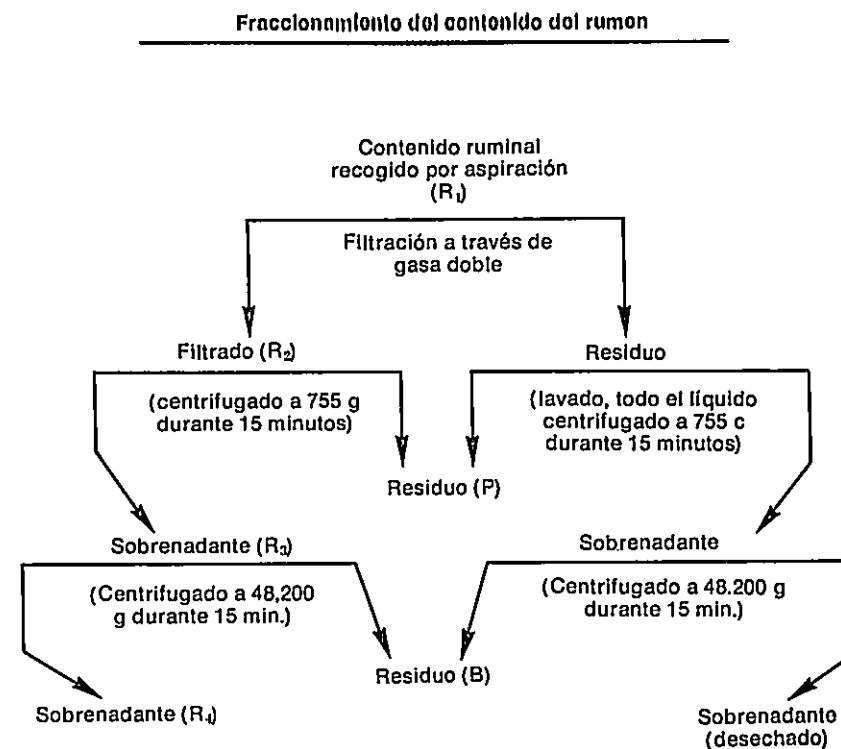 Fraccionamiento del contenido del rumen
Contenido ruminal
recogido por aspiración
(R₁)
Filtración a través de
gasa doble
Filtrado (R₂)
Residuo
(centrifugado a 755 g
durante 15 minutos)
(lavado, todo el líquido
centrifugado a 755 c
durante 15 minutos)
Residuo (P)
Sobrenadante (R₃)
Sobrenadante
(Centrifugado a 48,200
g durante 15 min.)
(Centrifugado a 48.200 g
durante 15 min.)
Residuo (B)
Sobrenadante (R₄)
Sobrenadante
(desechado)